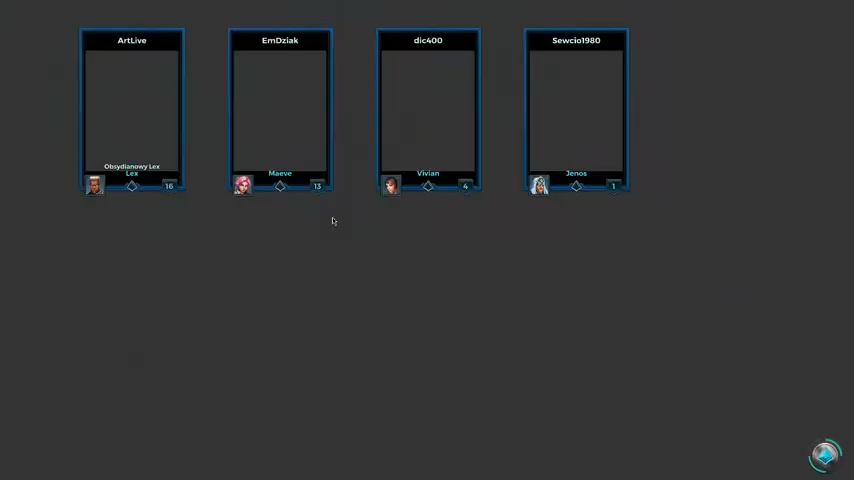 ArtLive
Obsydianowy Lex
Lex
16
EmDziak
Maeve
13
dic400
Vivian
4
Sewcio1980
Jenos
1